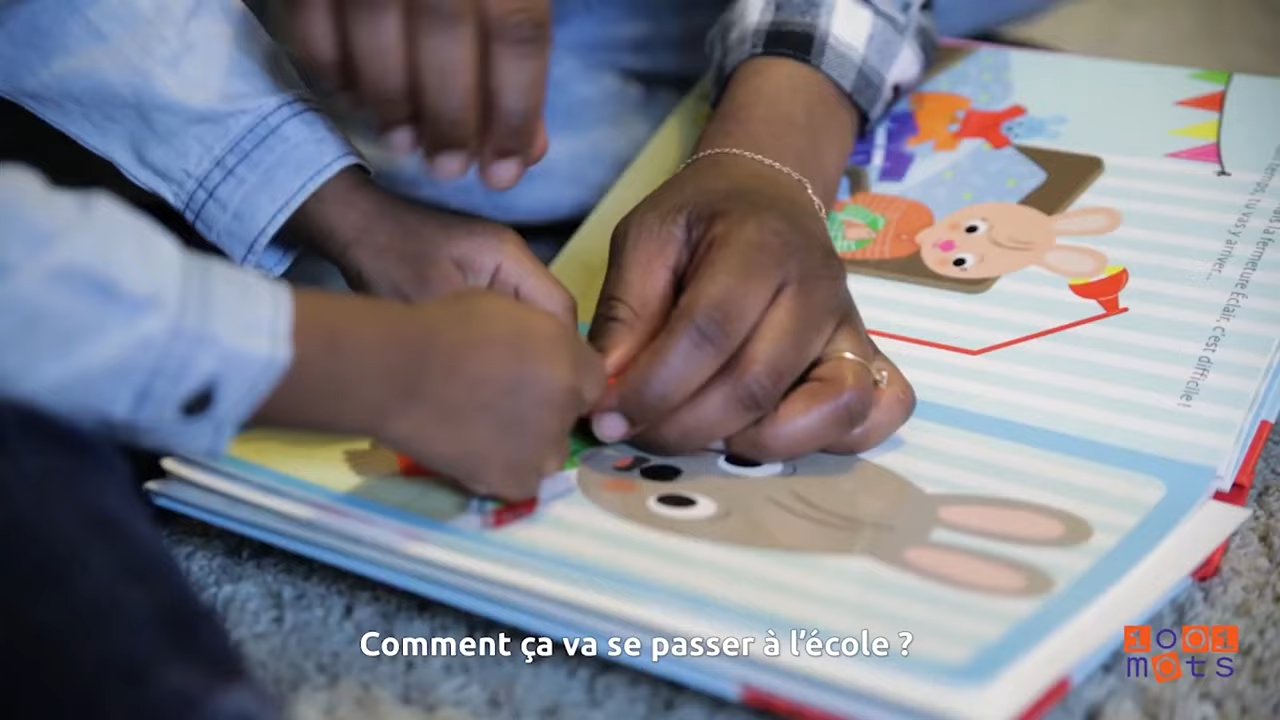 la fermeture Éclair, c'est difficile !
tu vas y arriver...
Comment ça va se passer à l'école ?
1001
mots